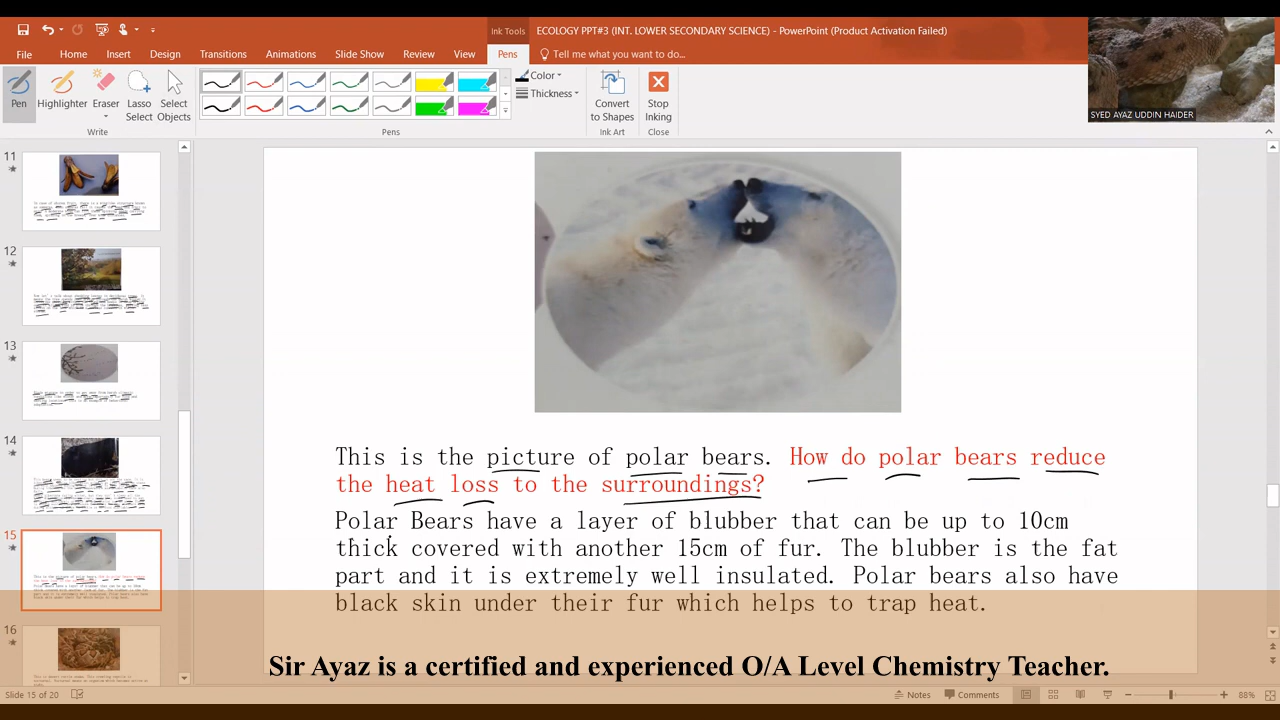 Ink Tools
ECOLOGY PPT#3 (INT. LOWER SECONDARY SCIENCE) - PowerPoint (Product Activation Failed)
File Home Insert Design Transitions Animations Slide Show Review View Pens Tell me what you want to do...
Pen Highlighter Eraser Lasso Select Select Objects
Color
Thickness
Convert to Shapes
Stop Inking
Write Pens Ink Art Close
SYED AYAZ UDDIN HAIDER
11
12
13
14
15
16
This is the picture of polar bears. How do polar bears reduce
the heat loss to the surroundings?
Polar Bears have a layer of blubber that can be up to 10cm
thick covered with another 15cm of fur. The blubber is the fat
part and it is extremely well insulated. Polar bears also have
black skin under their fur which helps to trap heat.
Sir Ayaz is a certified and experienced O/A Level Chemistry Teacher.
Slide 15 of 20
Notes Comments 88%